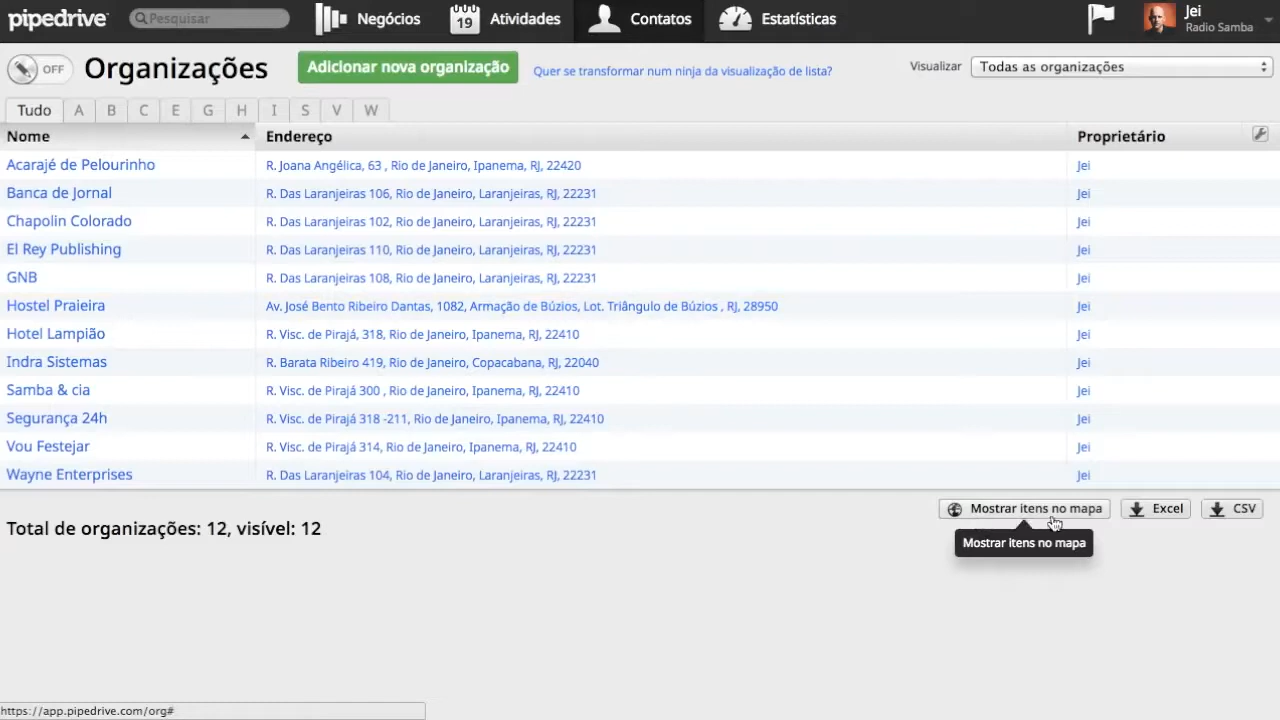 pipedrive
Pesquisar
Negócios
19
Atividades
Contatos
Estatísticas
Jei
Radio Samba
OFF
Organizações
Adicionar nova organização
Quer se transformar num ninja da visualização de lista?
Visualizar
Todas as organizações
Tudo A B C E G H I S V W
Nome Endereço Proprietário
Acarajé de Pelourinho R. Joana Angélica, 63 , Rio de Janeiro, Ipanema, RJ, 22420 Jei
Banca de Jornal R. Das Laranjeiras 106, Rio de Janeiro, Laranjeiras, RJ, 22231 Jei
Chapolin Colorado R. Das Laranjeiras 102, Rio de Janeiro, Laranjeiras, RJ, 22231 Jei
El Rey Publishing R. Das Laranjeiras 110, Rio de Janeiro, Laranjeiras, RJ, 22231 Jei
GNB R. Das Laranjeiras 108, Rio de Janeiro, Laranjeiras, RJ, 22231 Jei
Hostel Praieira Av. José Bento Ribeiro Dantas, 1082, Armação de Búzios, Lot. Triângulo de Búzios , RJ, 28950 Jei
Hotel Lampião R. Visc. de Pirajá, 318, Rio de Janeiro, Ipanema, RJ, 22410 Jei
Indra Sistemas R. Barata Ribeiro 419, Rio de Janeiro, Copacabana, RJ, 22040 Jei
Samba & cia R. Visc. de Pirajá 300 , Rio de Janeiro, Ipanema, RJ, 22410 Jei
Segurança 24h R. Visc. de Pirajá 318 -211, Rio de Janeiro, Ipanema, RJ, 22410 Jei
Vou Festejar R. Visc. de Pirajá 314, Rio de Janeiro, Ipanema, RJ, 22410 Jei
Wayne Enterprises R. Das Laranjeiras 104, Rio de Janeiro, Laranjeiras, RJ, 22231 Jei
Mostrar itens no mapa Excel CSV
Total de organizações: 12, visível: 12
Mostrar itens no mapa
https://app.pipedrive.com/org#